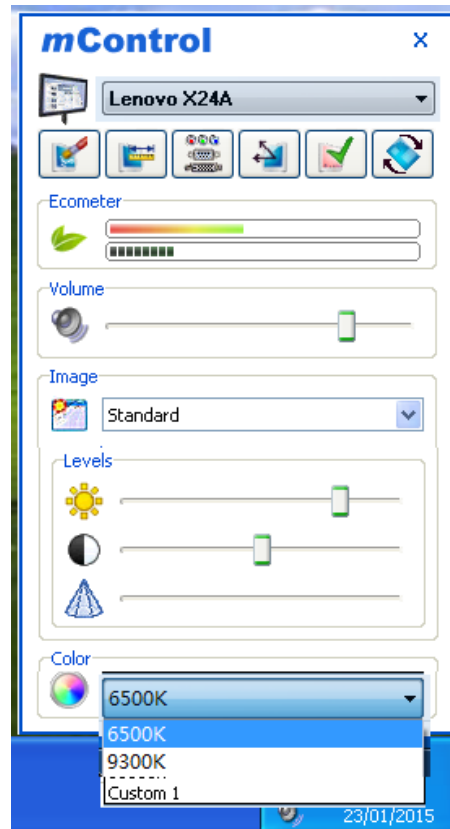 mControl
Lenovo X24A
Ecometer
Volume
Image
Standard
Levels
Color
6500K
6500K
9300K
Custom 1
23/01/2015